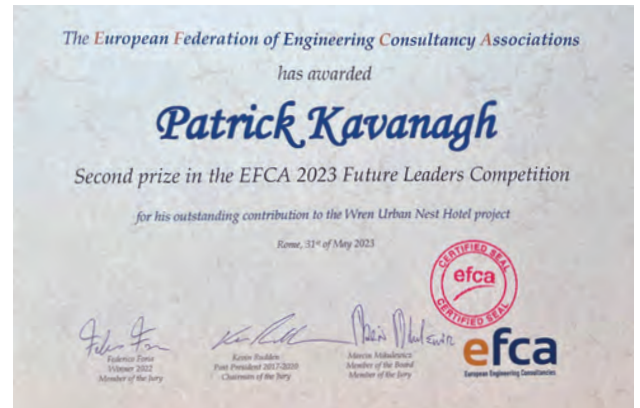 The European Federation of Engineering Consultancy Associations
has awarded
Patrick Kavanagh
Second prize in the EFCA 2023 Future Leaders Competition
for his outstanding contribution to the Wren Urban Nest Hotel project
Rome, 31st of May 2023
CERTIFIED SEAL
efca
CERTIFIED SEAL
Winner 2022
Member of the Jury
Kevin Rudden
Past President 2017-2020
Chairman of the Jury
Marcin Mikulewicz
Member of the Board
Member of the Jury
efca
European Engineering Consultancies